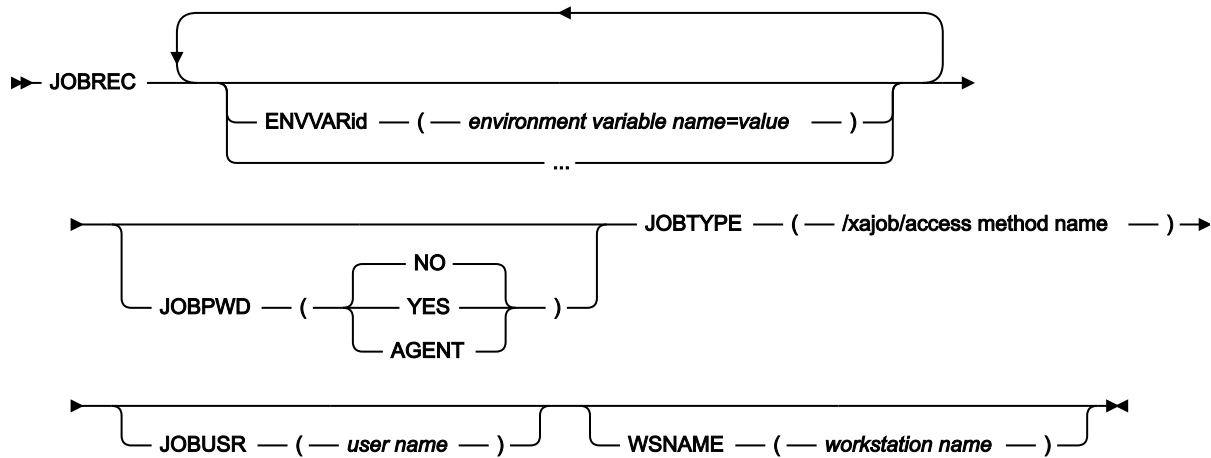 JOBREC
ENVVARid ( environment variable name=value )
...
JOBTYPE ( /xajob/access method name )
NO
JOBPWD ( YES )
AGENT
JOBUSR ( user name ) WSNAME ( workstation name )